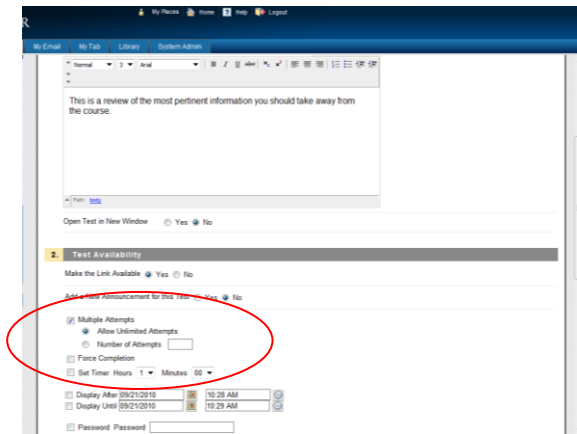 R
My Places Home ? Help Logout
My Email My Tab Library System Admin
Normal 3 Arial B I U abc
This is a review of the most pertinent information you should take away from
the course.
Path: body
Open Test in New Window Yes No
2. Test Availability
Make the Link Available Yes No
Add a New Announcement for this Test Yes No
Multiple Attempts
Allow Unlimited Attempts
Number of Attempts
Force Completion
Set Timer Hours 1 Minutes 00
Display After 09/21/2010 10:28 AM
Display Until 09/21/2010 10:29 AM
Password Password